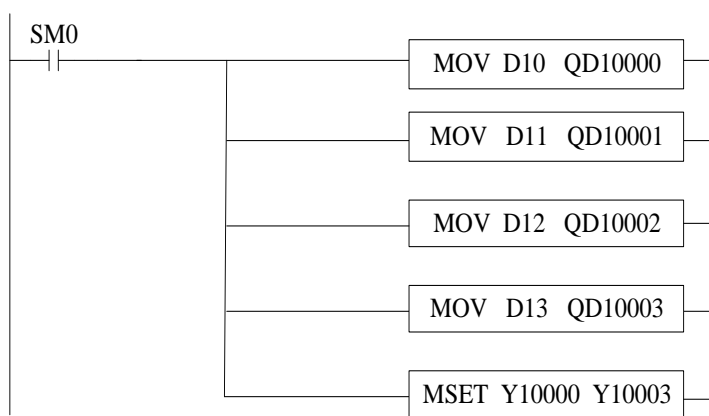 SM0
MOV D10 QD10000
MOV D11 QD10001
MOV D12 QD10002
MOV D13 QD10003
MSET Y10000 Y10003